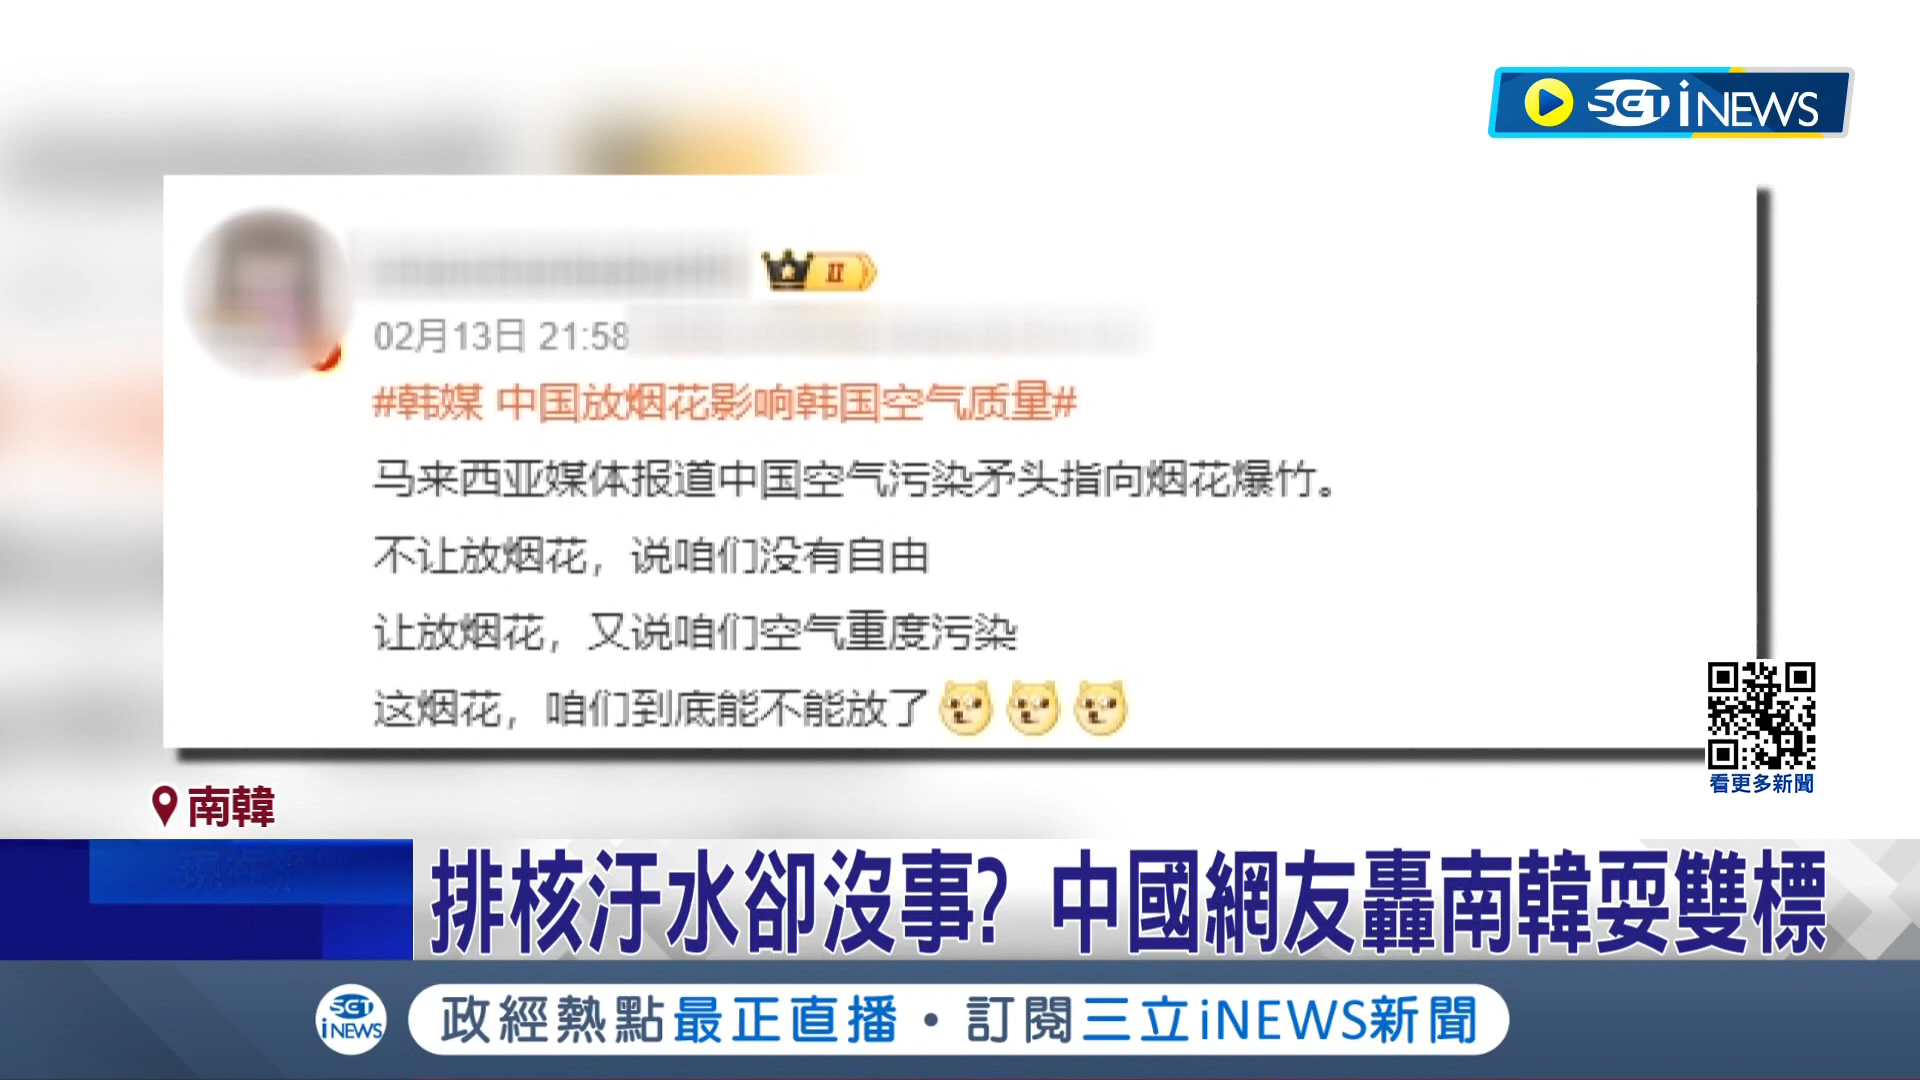 SET iNEWS
II
02月13日 21:58
#韩媒 中国放烟花影响韩国空气质量#
马来西亚媒体报道中国空气污染矛头指向烟花爆竹。
不让放烟花，说咱们没有自由
让放烟花，又说咱们空气重度污染
这烟花，咱们到底能不能放了
看更多新聞
南韓
排核汙水卻沒事? 中國網友轟南韓耍雙標
SET iNEWS
政經熱點最正直播・訂閱三立iNEWS新聞